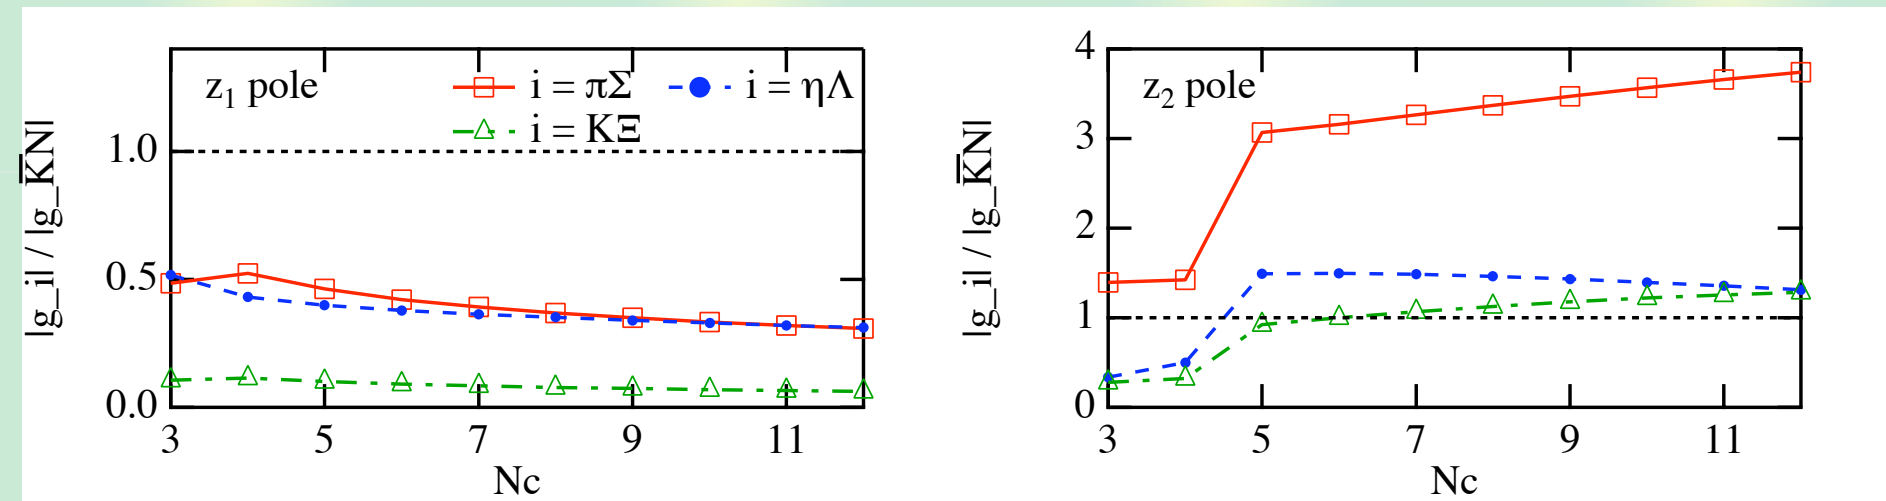 z₁ pole
i = πΣ
i = ηΛ
i = KΞ
|g_i| / |g_K̅N|
1.0
0.5
0.0
3 5 7 9 11
Nc
z₂ pole
|g_i| / |g_K̅N|
4
3
2
1
0
3 5 7 9 11
Nc